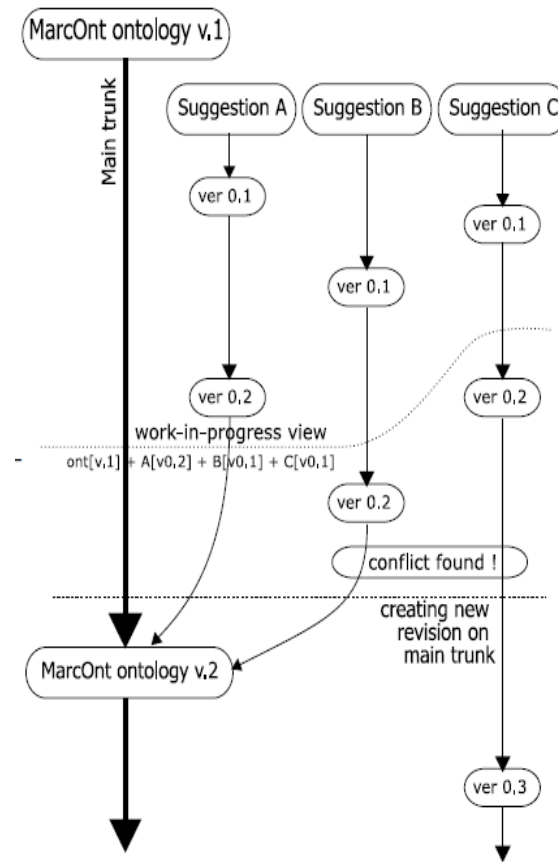 MarcOnt ontology v.1
Main trunk
Suggestion A
Suggestion B
Suggestion C
ver 0.1
ver 0.1
ver 0.1
ver 0.2
ver 0.2
work-in-progress view
ont[v.1] + A[v0.2] + B[v0.1] + C[v0.1]
ver 0.2
conflict found !
creating new
revision on
main trunk
MarcOnt ontology v.2
ver 0.3